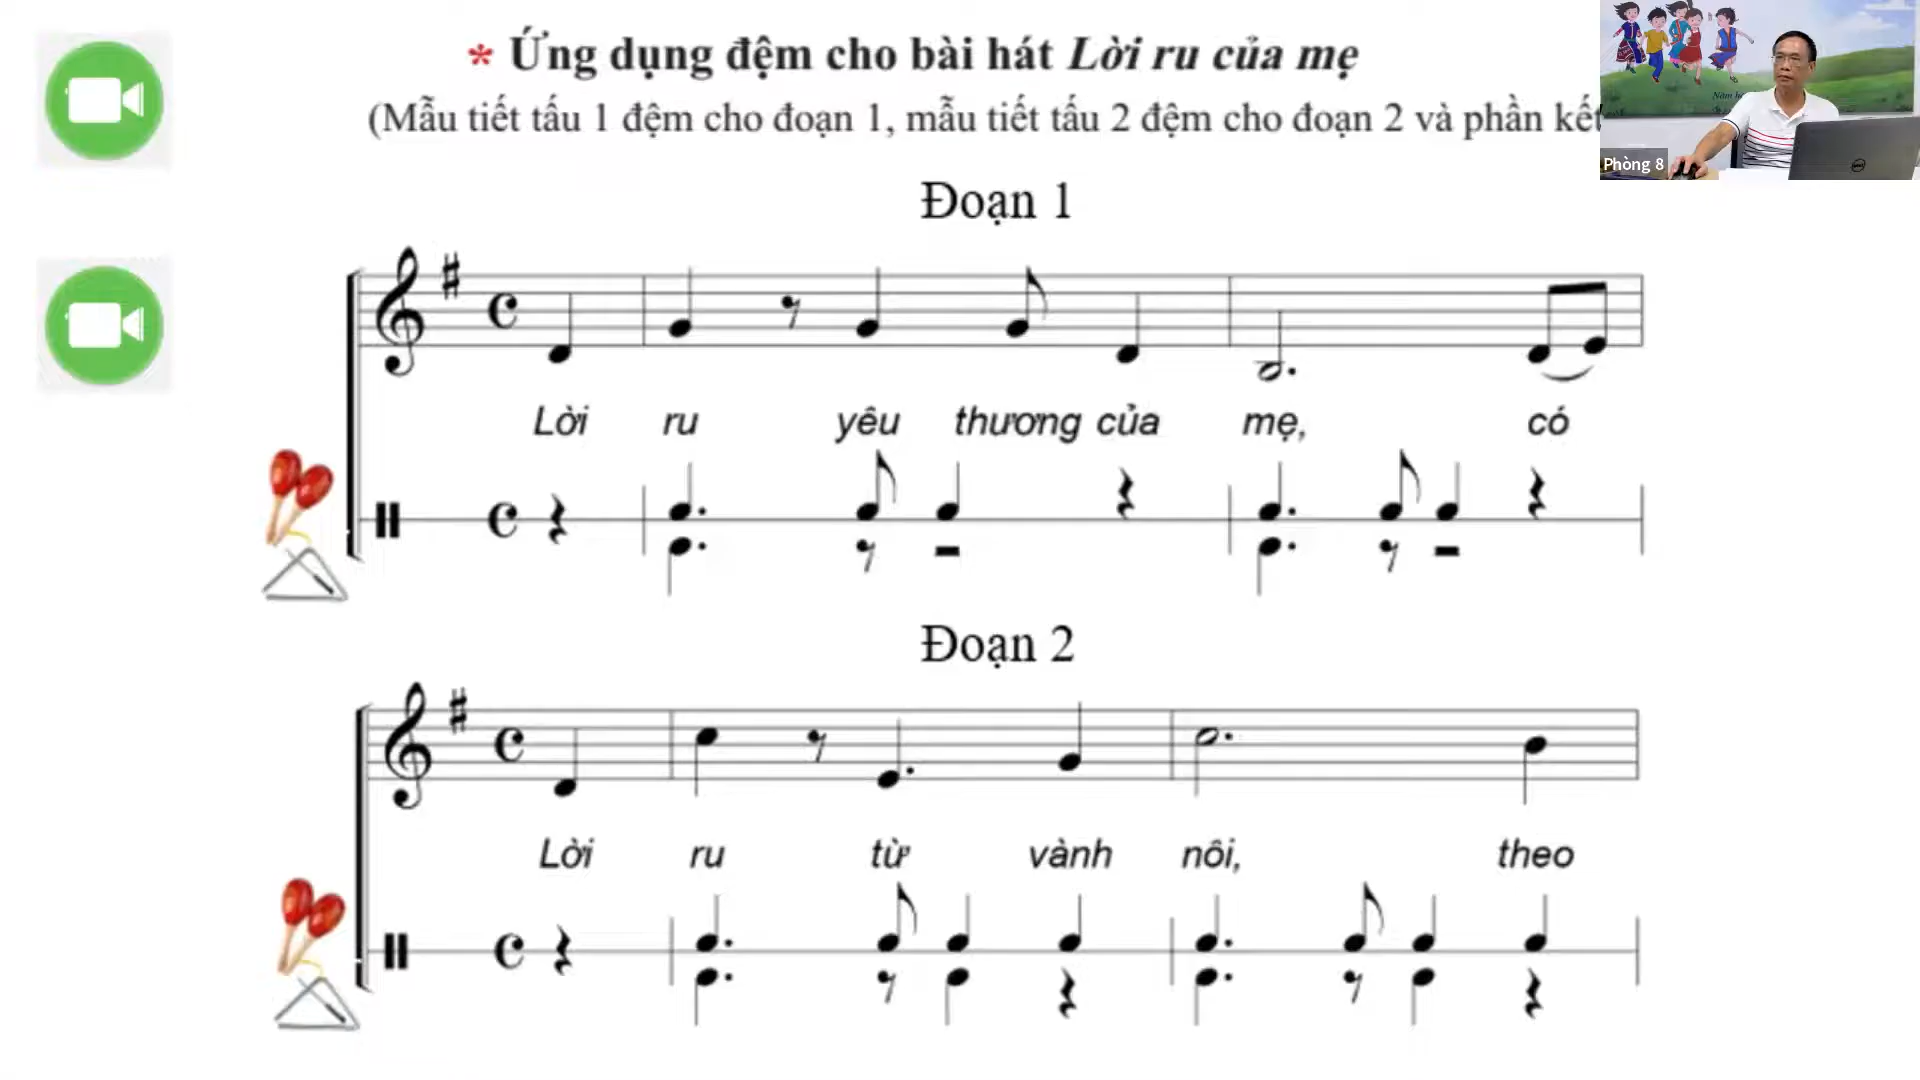 * Ứng dụng đệm cho bài hát Lời ru của mẹ
(Mẫu tiết tấu 1 đệm cho đoạn 1, mẫu tiết tấu 2 đệm cho đoạn 2 và phần kết
Phòng 8
Đoạn 1
Lời ru yêu thương của mẹ, có
Đoạn 2
Lời ru từ vành nôi, theo